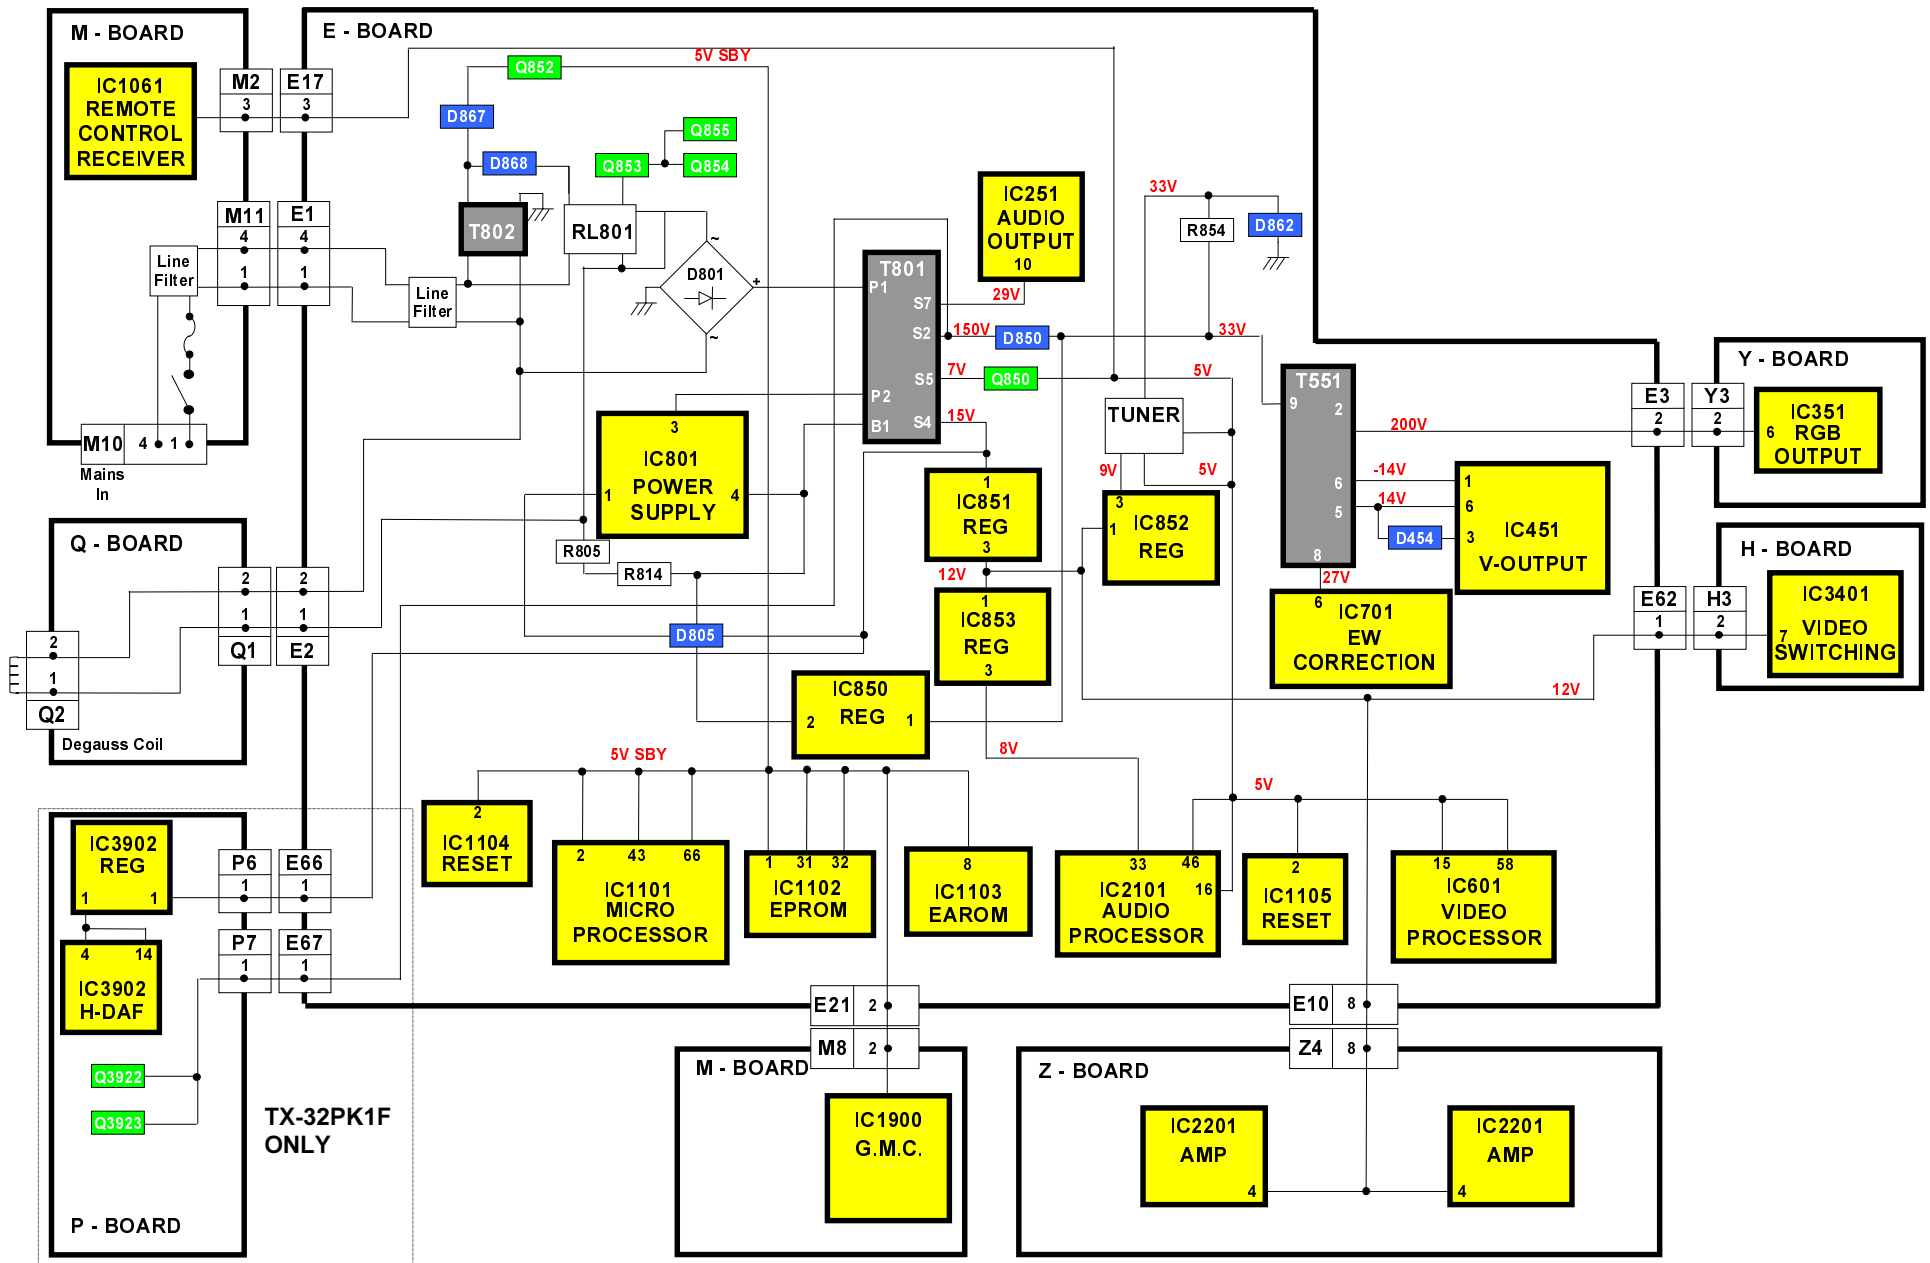 M - BOARD
IC1061
REMOTE
CONTROL
RECEIVER
M2
3
E17
3
E - BOARD
5V SBY
Q852
D867
D868
Q855
Q853
Q854
T802
RL801
M11
4
1
E1
4
1
Line
Filter
Line
Filter
D801
~
+
~
M10
4
1
Mains
In
T801
P1
S7
S2
S5
P2
S4
B1
IC251
AUDIO
OUTPUT
10
29V
150V
D850
33V
7V
Q850
5V
15V
33V
R854
D862
TUNER
9V
5V
T551
9
2
6
5
8
200V
-14V
14V
D454
27V
E3
2
Y3
2
Y - BOARD
6
IC351
RGB
OUTPUT
3
IC801
POWER
SUPPLY
1
4
1
IC851
REG
3
3
1
IC852
REG
1
6
3
IC451
V-OUTPUT
Q - BOARD
2
1
Q1
2
1
E2
2
1
Q2
Degauss Coil
R805
R814
D805
12V
1
IC853
REG
3
6
IC701
EW
CORRECTION
E62
1
H3
2
H - BOARD
IC3401
7
VIDEO
SWITCHING
12V
IC850
REG
2
1
8V
5V SBY
5V
2
IC1104
RESET
2
43
66
IC1101
MICRO
PROCESSOR
1
31
32
IC1102
EPROM
8
IC1103
EAROM
33
46
16
IC2101
AUDIO
PROCESSOR
2
IC1105
RESET
15
58
IC601
VIDEO
PROCESSOR
IC3902
REG
1
1
P6
1
E66
1
P7
1
E67
1
4
14
IC3902
H-DAF
Q3922
Q3923
TX-32PK1F
ONLY
P - BOARD
E21
2
M8
2
M - BOARD
IC1900
G.M.C.
E10
8
Z4
8
Z - BOARD
IC2201
AMP
4
IC2201
AMP
4